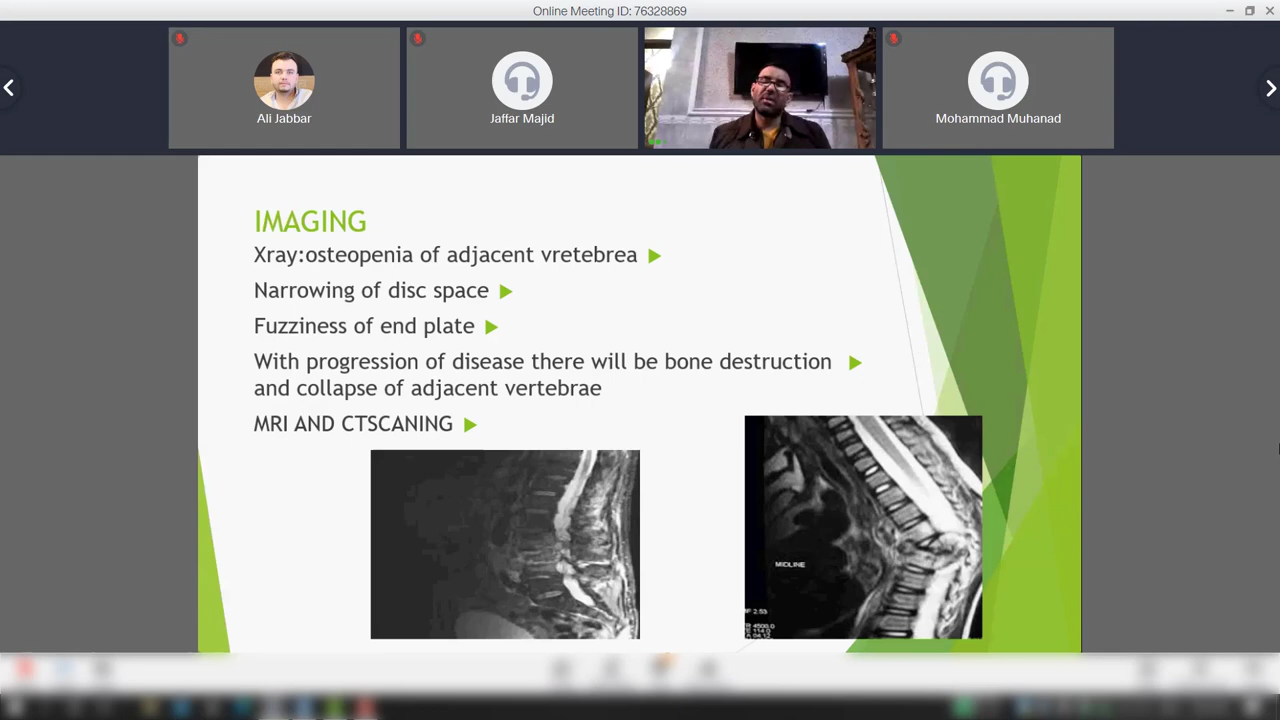 Online Meeting ID: 76328869
Ali Jabbar
Jaffar Majid
Mohammad Muhanad
IMAGING
Xray:osteopenia of adjacent vretebrea
Narrowing of disc space
Fuzziness of end plate
With progression of disease there will be bone destruction
and collapse of adjacent vertebrae
MRI AND CTSCANING
MIDLINE
2.53